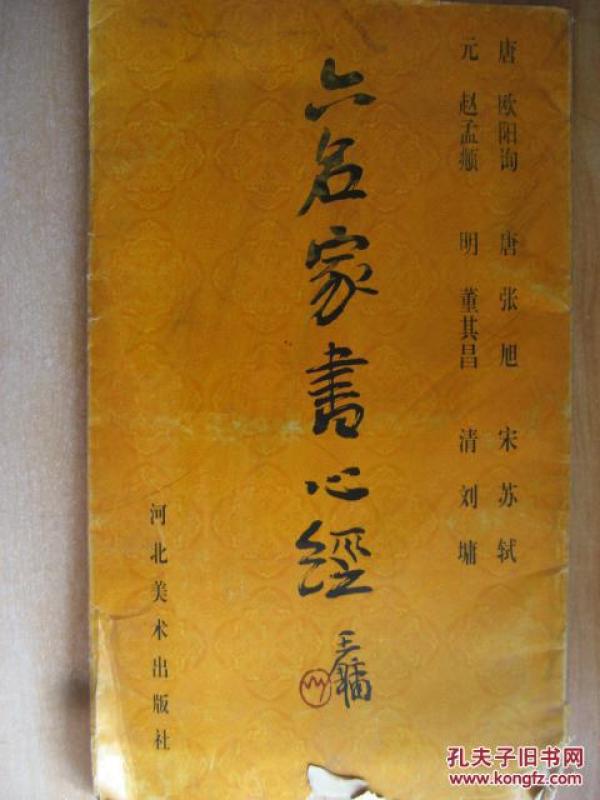 唐 欧阳询 唐 张旭 宋 苏轼
元 赵孟頫 明 董其昌 清 刘墉
六名家書心經
王鏞
河北美术出版社
孔夫子旧书网
www.kongfz.com